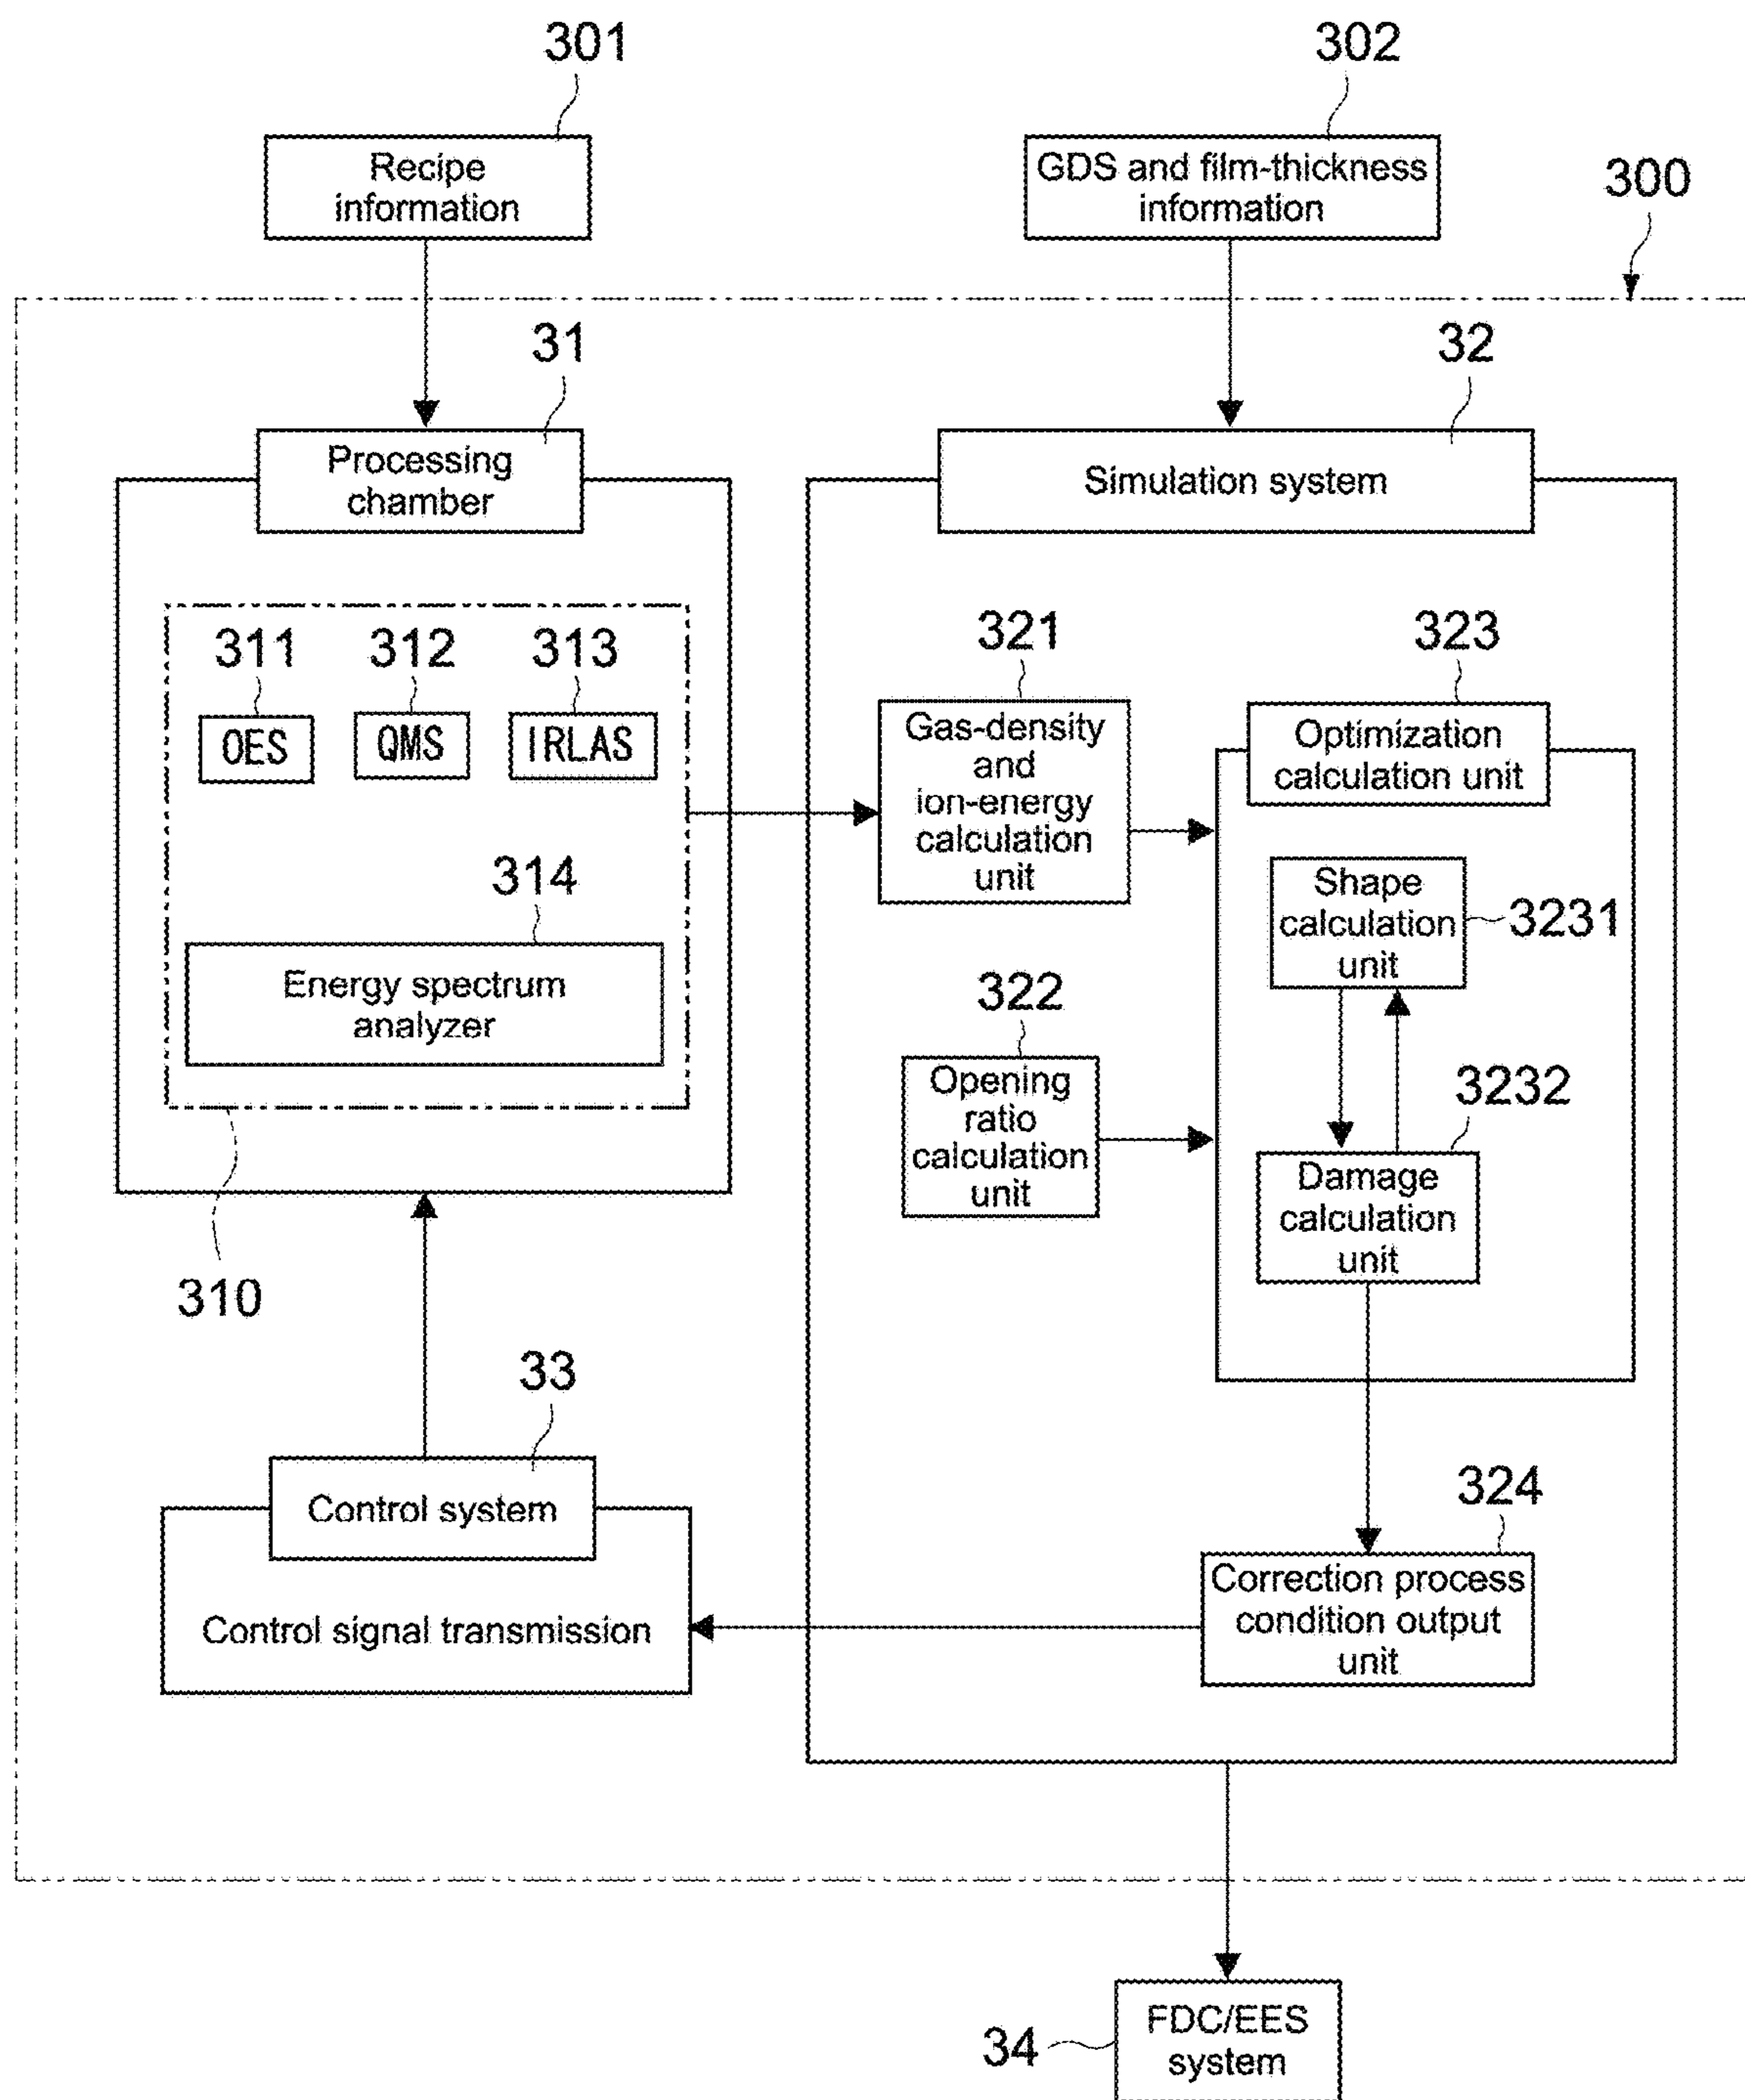 301
302
Recipe
information
GDS and film-thickness
information
300
31
32
Processing
chamber
Simulation system
311
312
313
OES
QMS
IRLAS
314
Energy spectrum
analyzer
310
321
Gas-density
and
ion-energy
calculation
unit
322
Opening
ratio
calculation
unit
323
Optimization
calculation unit
Shape
calculation
unit
3231
3232
Damage
calculation
unit
33
Control system
Control signal transmission
324
Correction process
condition output
unit
34
FDC/EES
system